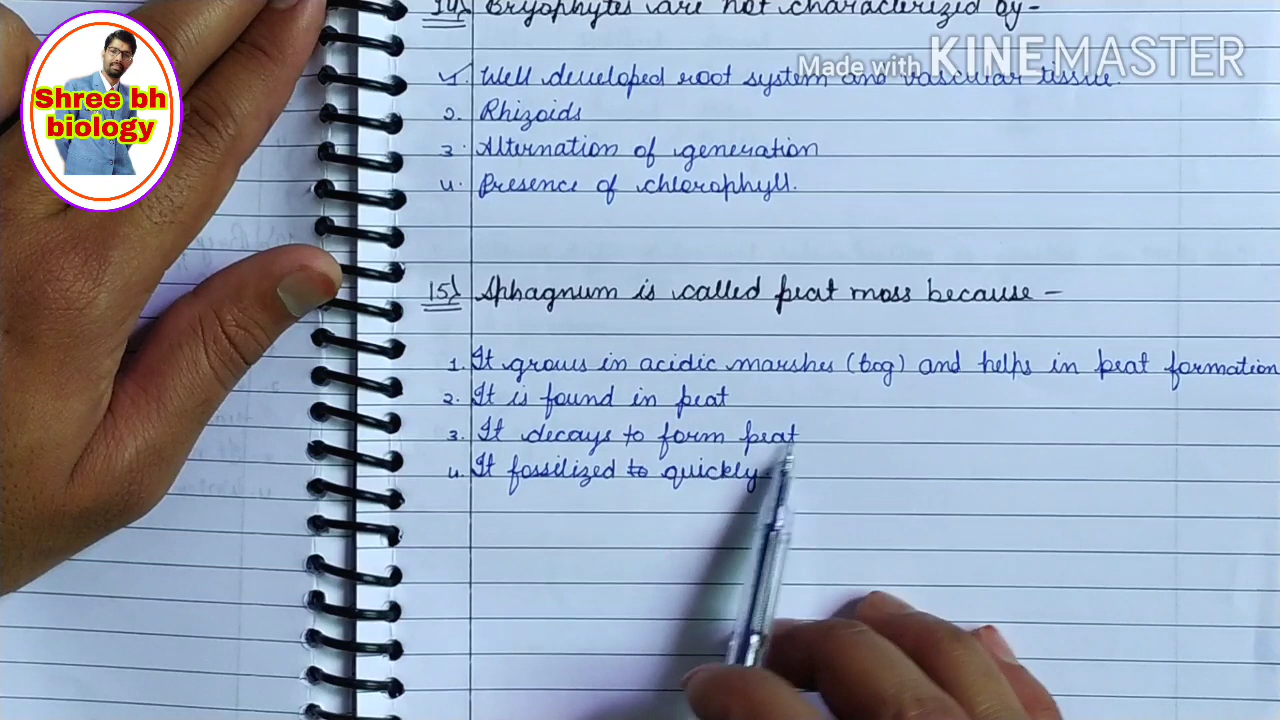 14} Bryophytes are not characterized by-
Made with KINEMASTER
1. Well developed root system and vascular tissue.
Shree bh
biology
2. Rhizoids
3. Alternation of generation
4. Presence of chlorophyll.
15} Sphagnum is called peat moss because -
1. It grows in acidic marshes (bog) and helps in peat formation
2. It is found in peat
3. It decays to form peat
4. It fossilized to quickly.